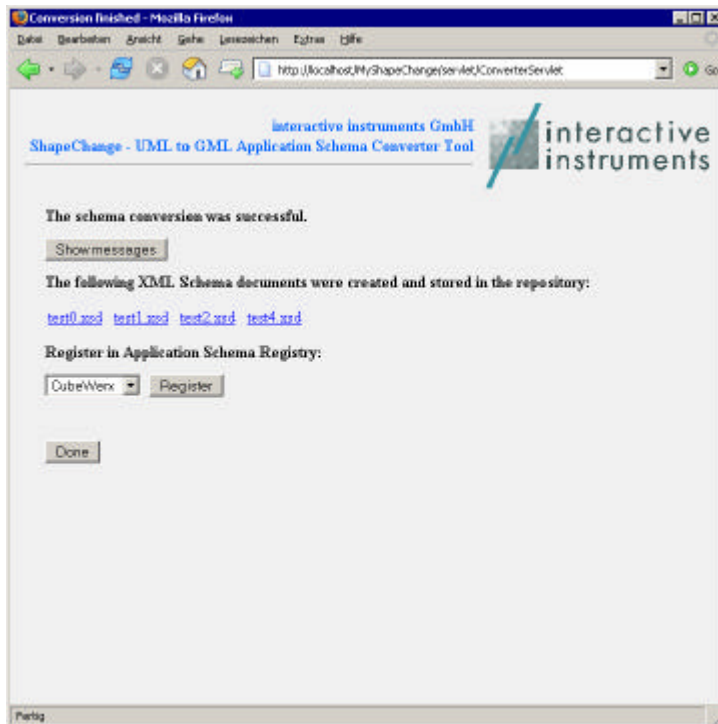 Conversion finished - Mozilla Firefox
Datei Bearbeiten Ansicht Gehe Lesezeichen Extras Hilfe
http://localhost/MyShapeChange/servlet/ConverterServlet Go
interactive instruments GmbH
ShapeChange - UML to GML Application Schema Converter Tool
interactive
instruments
The schema conversion was successful.
Show messages
The following XML Schema documents were created and stored in the repository:
test0.xsd test1.xsd test2.xsd test4.xsd
Register in Application Schema Registry:
CubeWerx Register
Done
Fertig